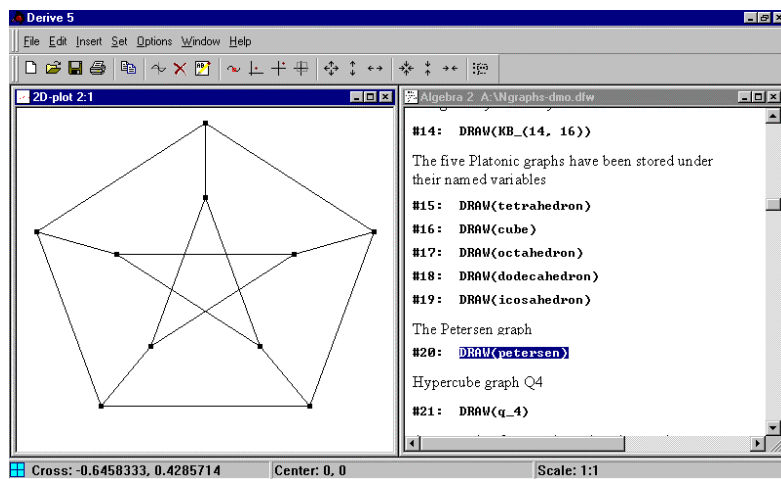 Derive 5
File Edit Insert Set Options Window Help
2D-plot 2:1
Algebra 2 A:\Ngraphs-dmo.dfw
#14: DRAW(KB_(14, 16))
The five Platonic graphs have been stored under
their named variables
#15: DRAW(tetrahedron)
#16: DRAW(cube)
#17: DRAW(octahedron)
#18: DRAW(dodecahedron)
#19: DRAW(icosahedron)
The Petersen graph
#20: DRAW(petersen)
Hypercube graph Q4
#21: DRAW(q_4)
Cross: -0.6458333, 0.4285714 Center: 0, 0 Scale: 1:1